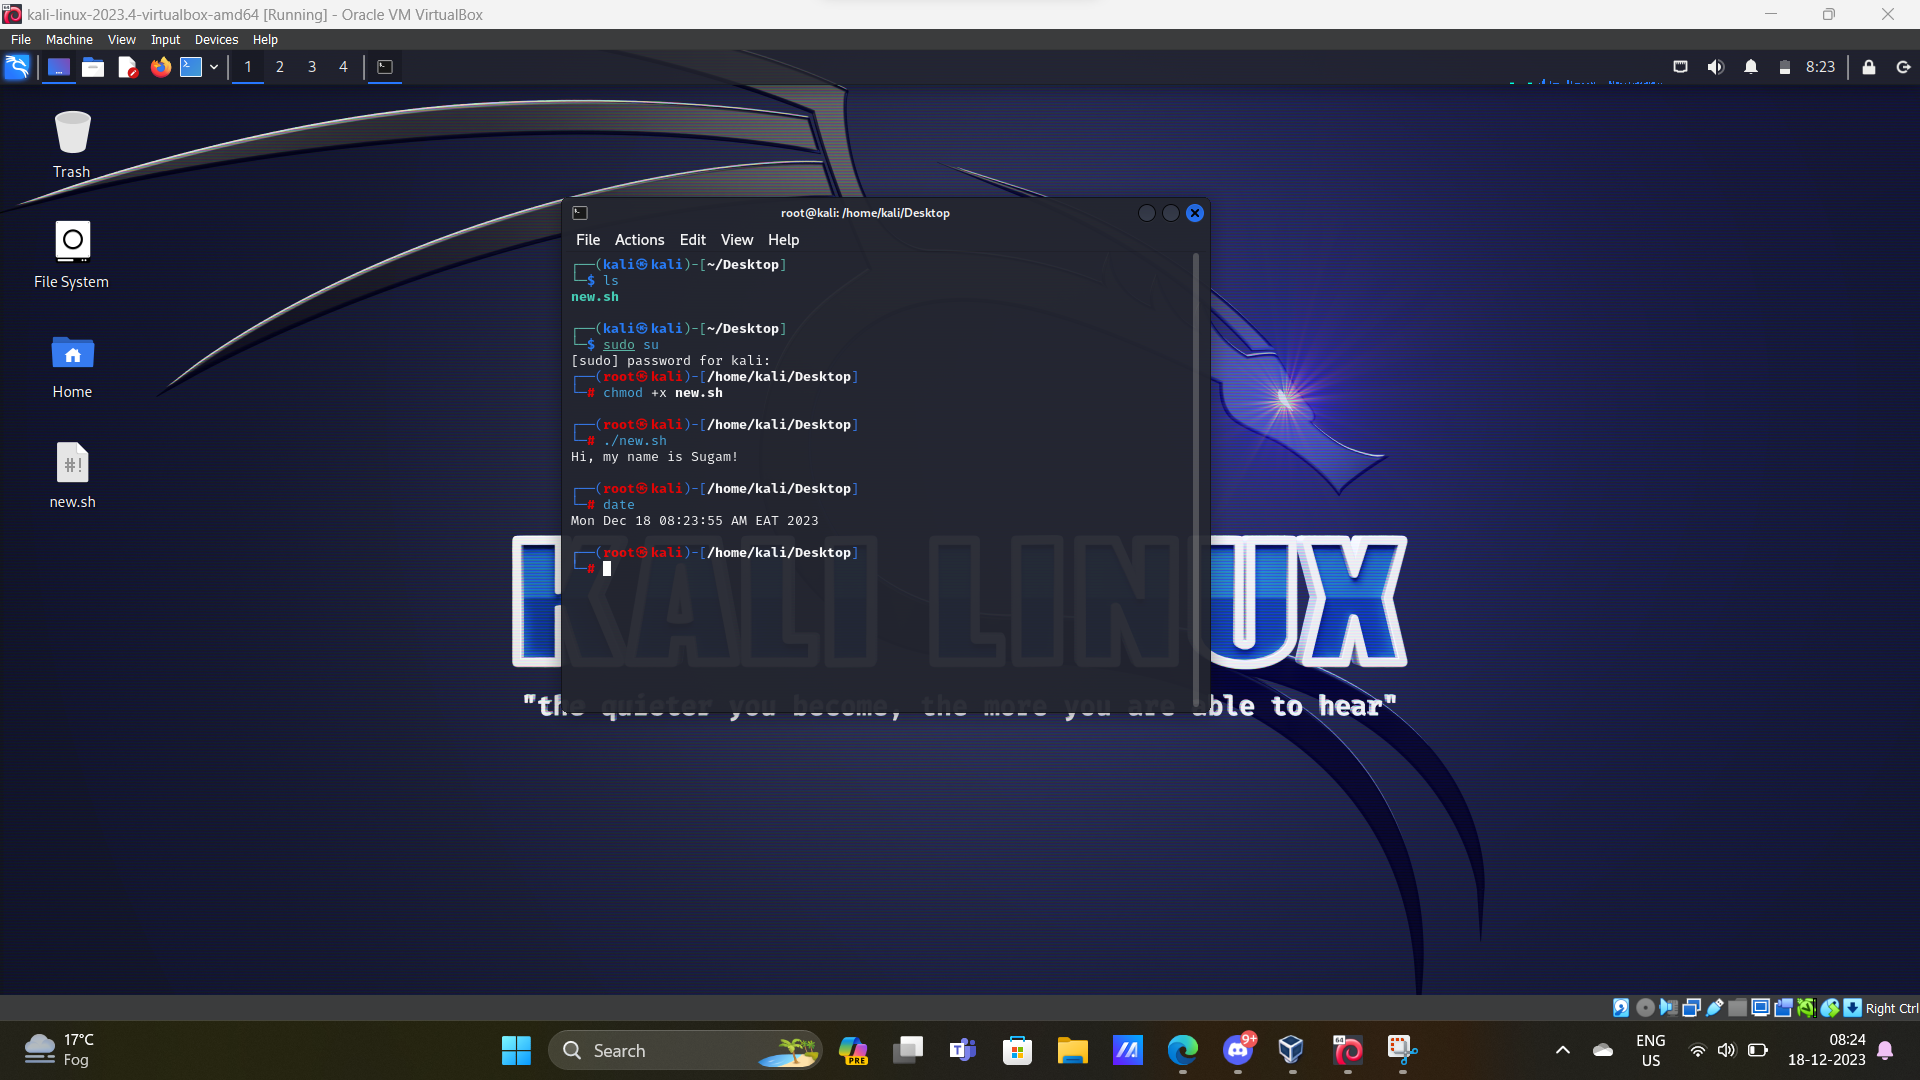 kali-linux-2023.4-virtualbox-amd64 [Running] - Oracle VM VirtualBox
File Machine View Input Devices Help
1 2 3 4
8:23
Trash
File System
Home
#!
new.sh
root@kali: /home/kali/Desktop
File Actions Edit View Help
┌──(kali㉿kali)-[~/Desktop]
└─$ ls
new.sh
┌──(kali㉿kali)-[~/Desktop]
└─$ sudo su
[sudo] password for kali:
┌──(root㉿kali)-[/home/kali/Desktop]
└─# chmod +x new.sh
┌──(root㉿kali)-[/home/kali/Desktop]
└─# ./new.sh
Hi, my name is Sugam!
┌──(root㉿kali)-[/home/kali/Desktop]
└─# date
Mon Dec 18 08:23:55 AM EAT 2023
┌──(root㉿kali)-[/home/kali/Desktop]
└─#
KALI LINUX
"the quieter you become, the more you are able to hear"
Right Ctrl
17°C
Fog
Search
PRE
9+
64
ENG
US
08:24
18-12-2023